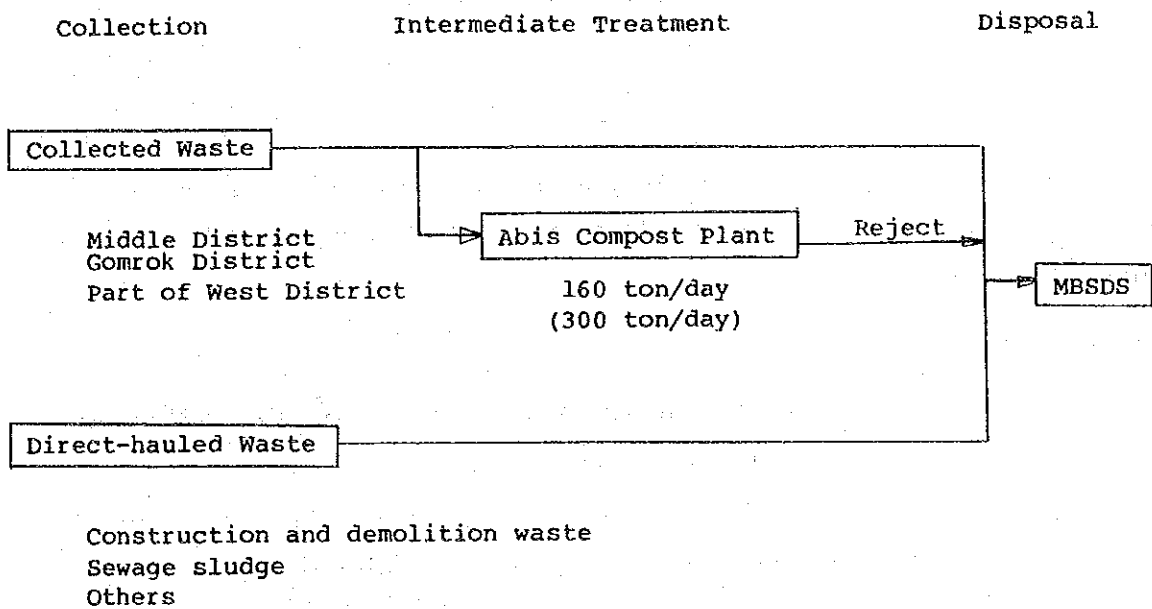 Collection Intermediate Treatment Disposal
Collected Waste
Abis Compost Plant
Reject
Middle District
Gomrok District
Part of West District
160 ton/day
(300 ton/day)
MBSDS
Direct-hauled Waste
Construction and demolition waste
Sewage sludge
Others